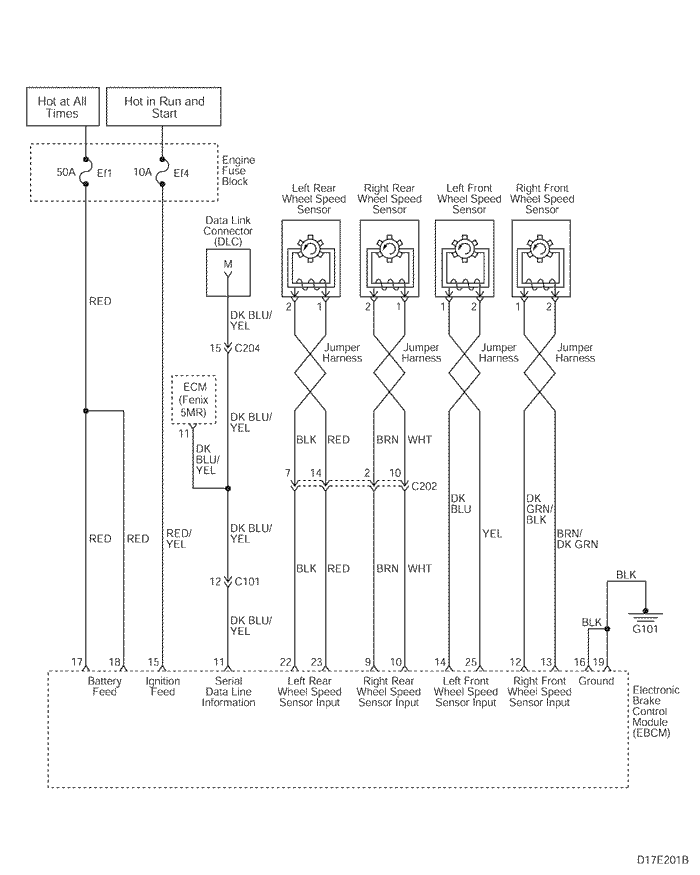 Hot at All
Times
Hot in Run and
Start
50A Ef1
10A Ef4
Engine
Fuse
Block
Data Link
Connector
(DLC)
M
Left Rear
Wheel Speed
Sensor
Right Rear
Wheel Speed
Sensor
Left Front
Wheel Speed
Sensor
Right Front
Wheel Speed
Sensor
2 1
2 1
1 2
2 1
RED
DK BLU/
YEL
15 C204
Jumper
Harness
Jumper
Harness
Jumper
Harness
Jumper
Harness
ECM
(Fenix
5MR)
11
DK
BLU/
YEL
DK BLU/
YEL
BLK RED BRN WHT
7 14 2 10
C202
DK
BLU
YEL
DK
GRN/
BLK
BRN/
DK GRN
RED RED
RED/
YEL
DK BLU/
YEL
12 C101
BLK RED BRN WHT
DK BLU/
YEL
BLK
BLK
G101
17 18 15 11 22 23 9 10 14 25 12 13 16 19
Battery
Feed
Ignition
Feed
Serial
Data Line
Information
Left Rear
Wheel Speed
Sensor Input
Right Rear
Wheel Speed
Sensor Input
Left Front
Wheel Speed
Sensor Input
Right Front
Wheel Speed
Sensor Input
Ground
Electronic
Brake
Control
Module
(EBCM)
D17E201B